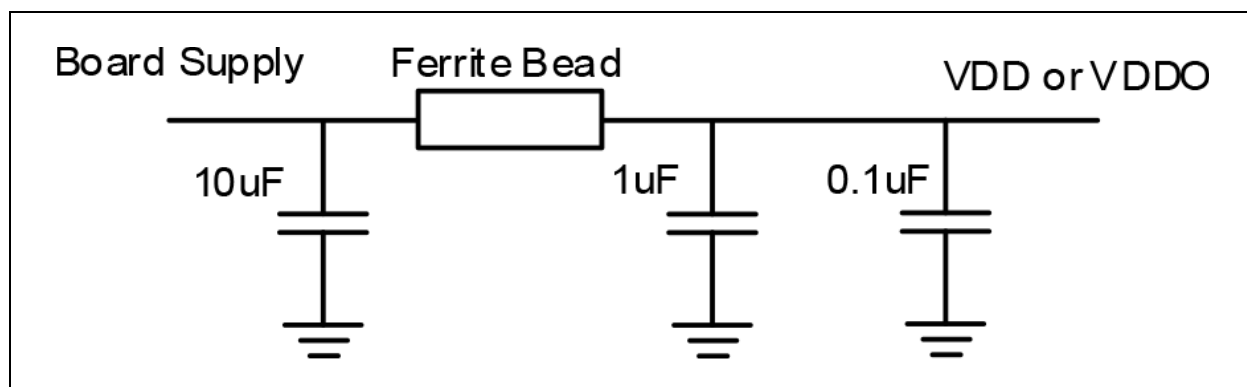 Board Supply
Ferrite Bead
VDD or VDDO
10uF
1uF
0.1uF